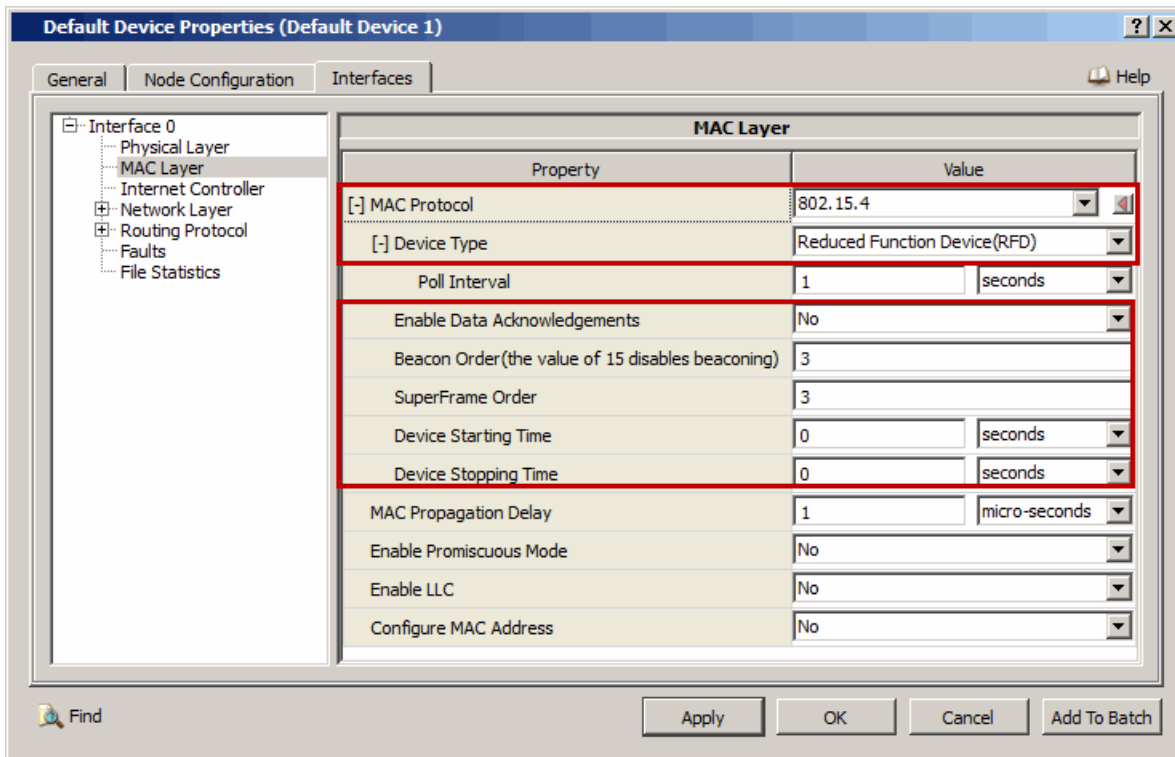 Default Device Properties (Default Device 1)
?
General
Node Configuration
Interfaces
Help
Interface 0
Physical Layer
MAC Layer
Internet Controller
Network Layer
Routing Protocol
Faults
File Statistics
MAC Layer
Property Value
[-] MAC Protocol 802.15.4
[-] Device Type Reduced Function Device(RFD)
Poll Interval 1 seconds
Enable Data Acknowledgements No
Beacon Order(the value of 15 disables beaconing) 3
SuperFrame Order 3
Device Starting Time 0 seconds
Device Stopping Time 0 seconds
MAC Propagation Delay 1 micro-seconds
Enable Promiscuous Mode No
Enable LLC No
Configure MAC Address No
Find
Apply
OK
Cancel
Add To Batch